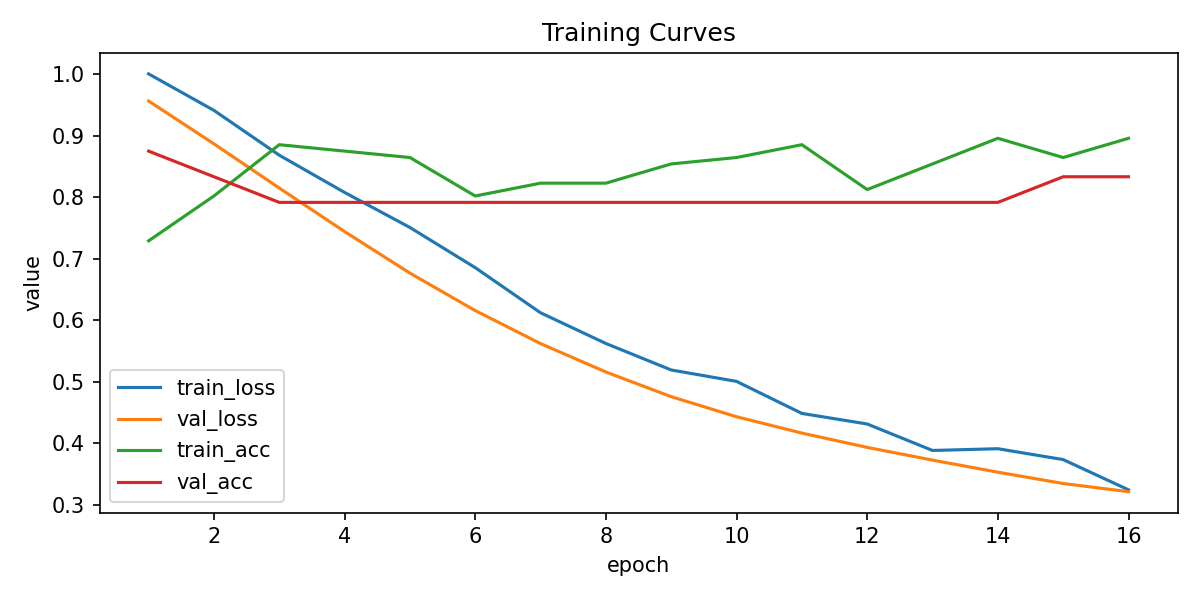 Training Curves
1.0
0.9
0.8
0.7
0.6
0.5
0.4
0.3
value
train_loss
val_loss
train_acc
val_acc
2 4 6 8 10 12 14 16
epoch